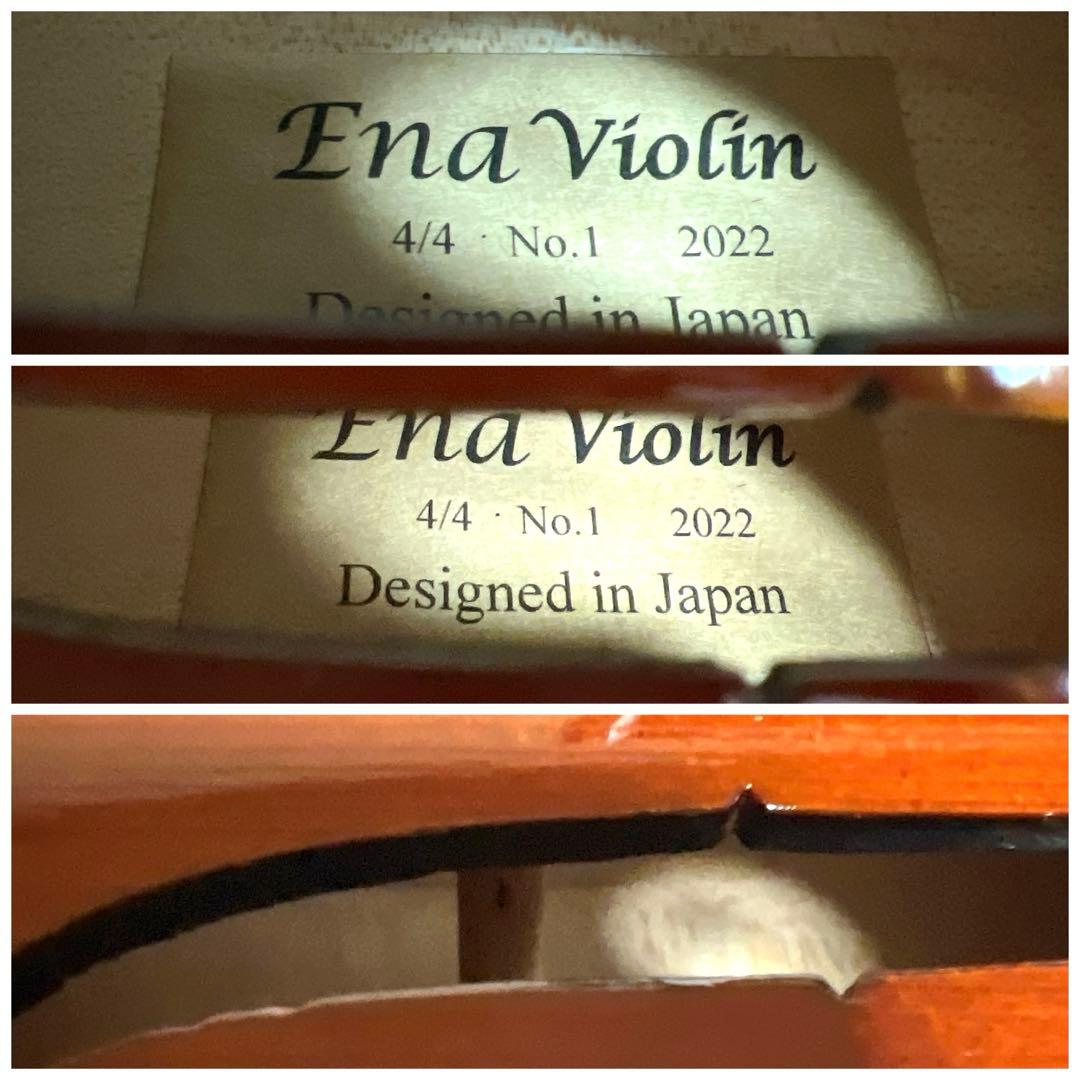 Ena Violin
4/4 · No.1 2022
Designed in Japan
Ena Violin
4/4 · No.1 2022
Designed in Japan